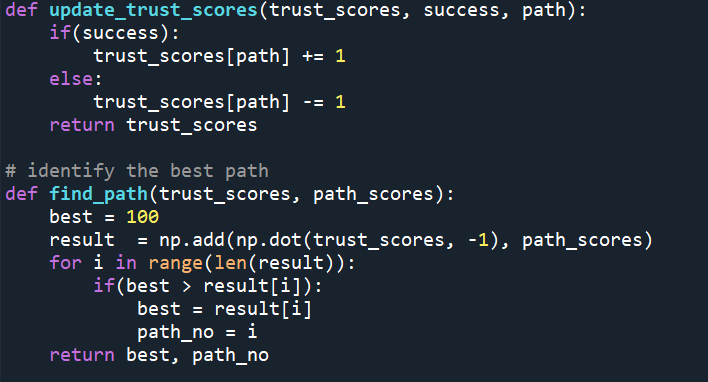 def update_trust_scores(trust_scores, success, path):
    if(success):
        trust_scores[path] += 1
    else:
        trust_scores[path] -= 1
    return trust_scores

# identify the best path
def find_path(trust_scores, path_scores):
    best = 100
    result  = np.add(np.dot(trust_scores, -1), path_scores)
    for i in range(len(result)):
        if(best > result[i]):
            best = result[i]
            path_no = i
    return best, path_no